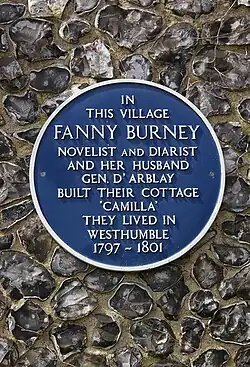 IN
THIS VILLAGE
FANNY BURNEY
NOVELIST AND DIARIST
AND HER HUSBAND
GEN. D'ARBLAY
BUILT THEIR COTTAGE
"CAMILLA"
THEY LIVED IN
WESTHUMBLE
1797 ~ 1801